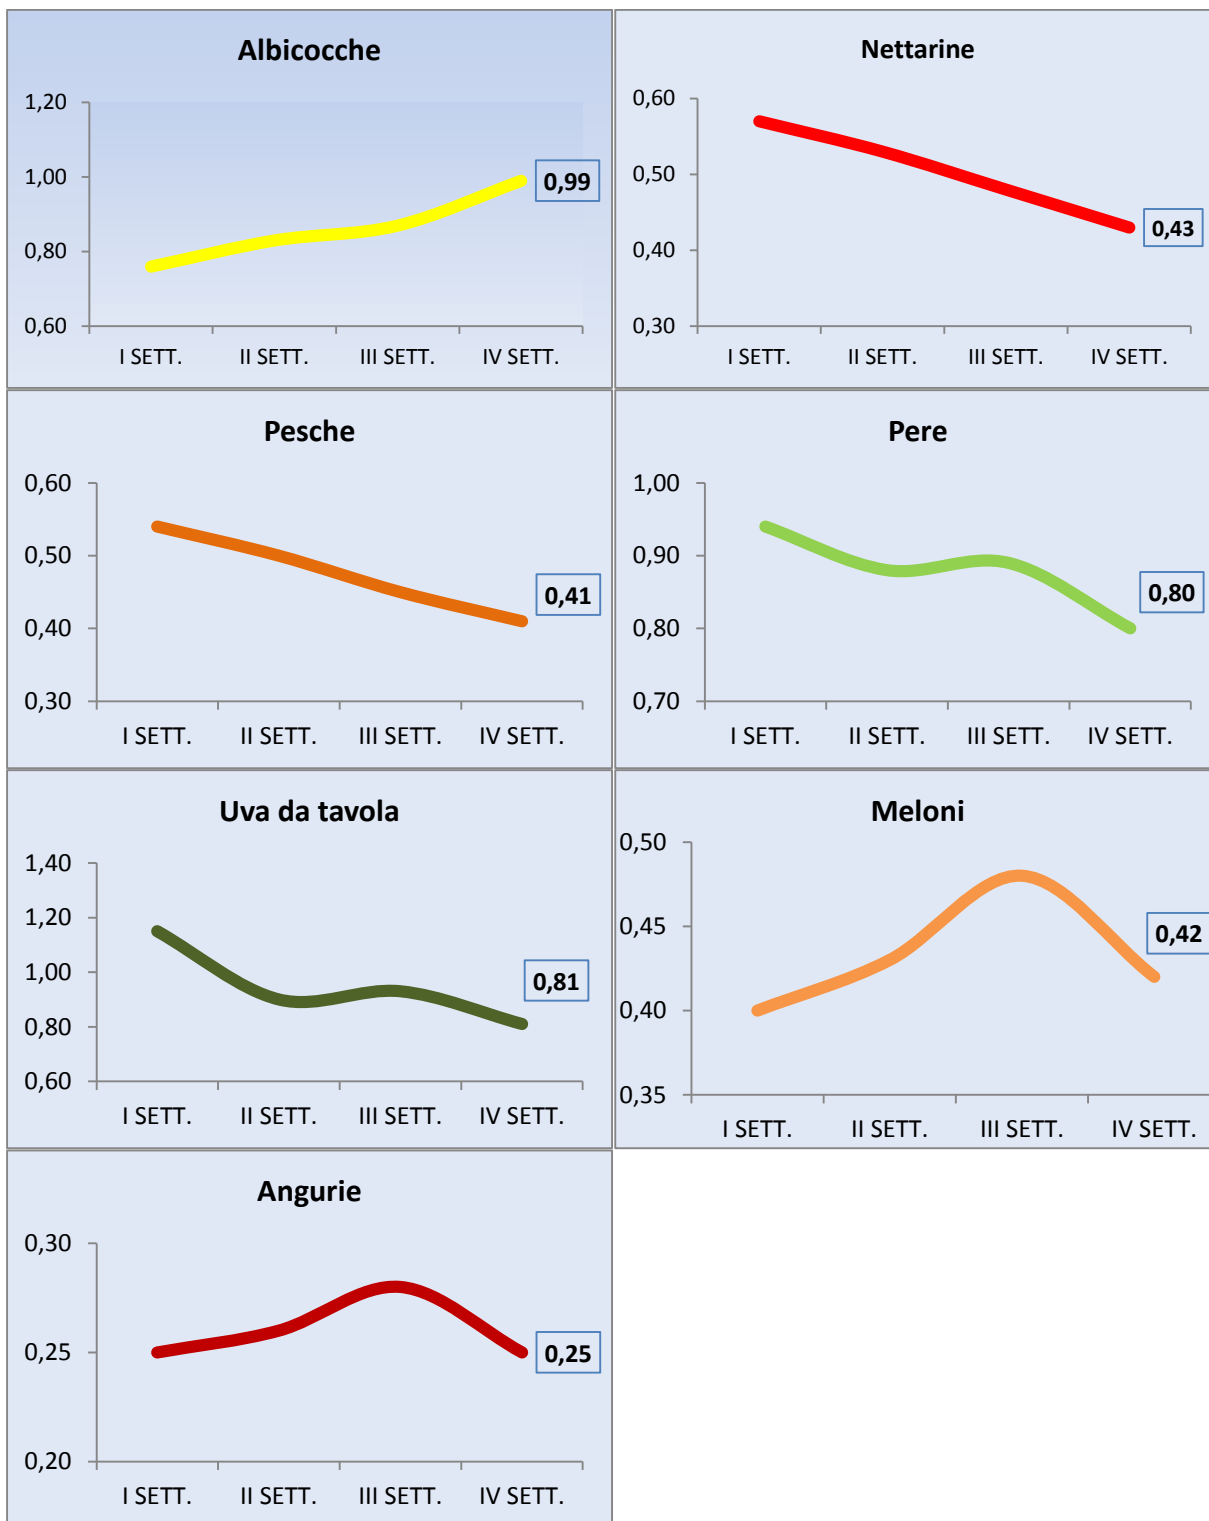 Albicocche
1,20
1,00
0,80
0,60
0,99
I SETT. II SETT. III SETT. IV SETT.
Nettarine
0,60
0,50
0,40
0,30
0,43
I SETT. II SETT. III SETT. IV SETT.
Pesche
0,60
0,50
0,40
0,30
0,41
I SETT. II SETT. III SETT. IV SETT.
Pere
1,00
0,90
0,80
0,70
0,80
I SETT. II SETT. III SETT. IV SETT.
Uva da tavola
1,40
1,20
1,00
0,80
0,60
0,81
I SETT. II SETT. III SETT. IV SETT.
Meloni
0,50
0,45
0,40
0,35
0,42
I SETT. II SETT. III SETT. IV SETT.
Angurie
0,30
0,25
0,20
0,25
I SETT. II SETT. III SETT. IV SETT.